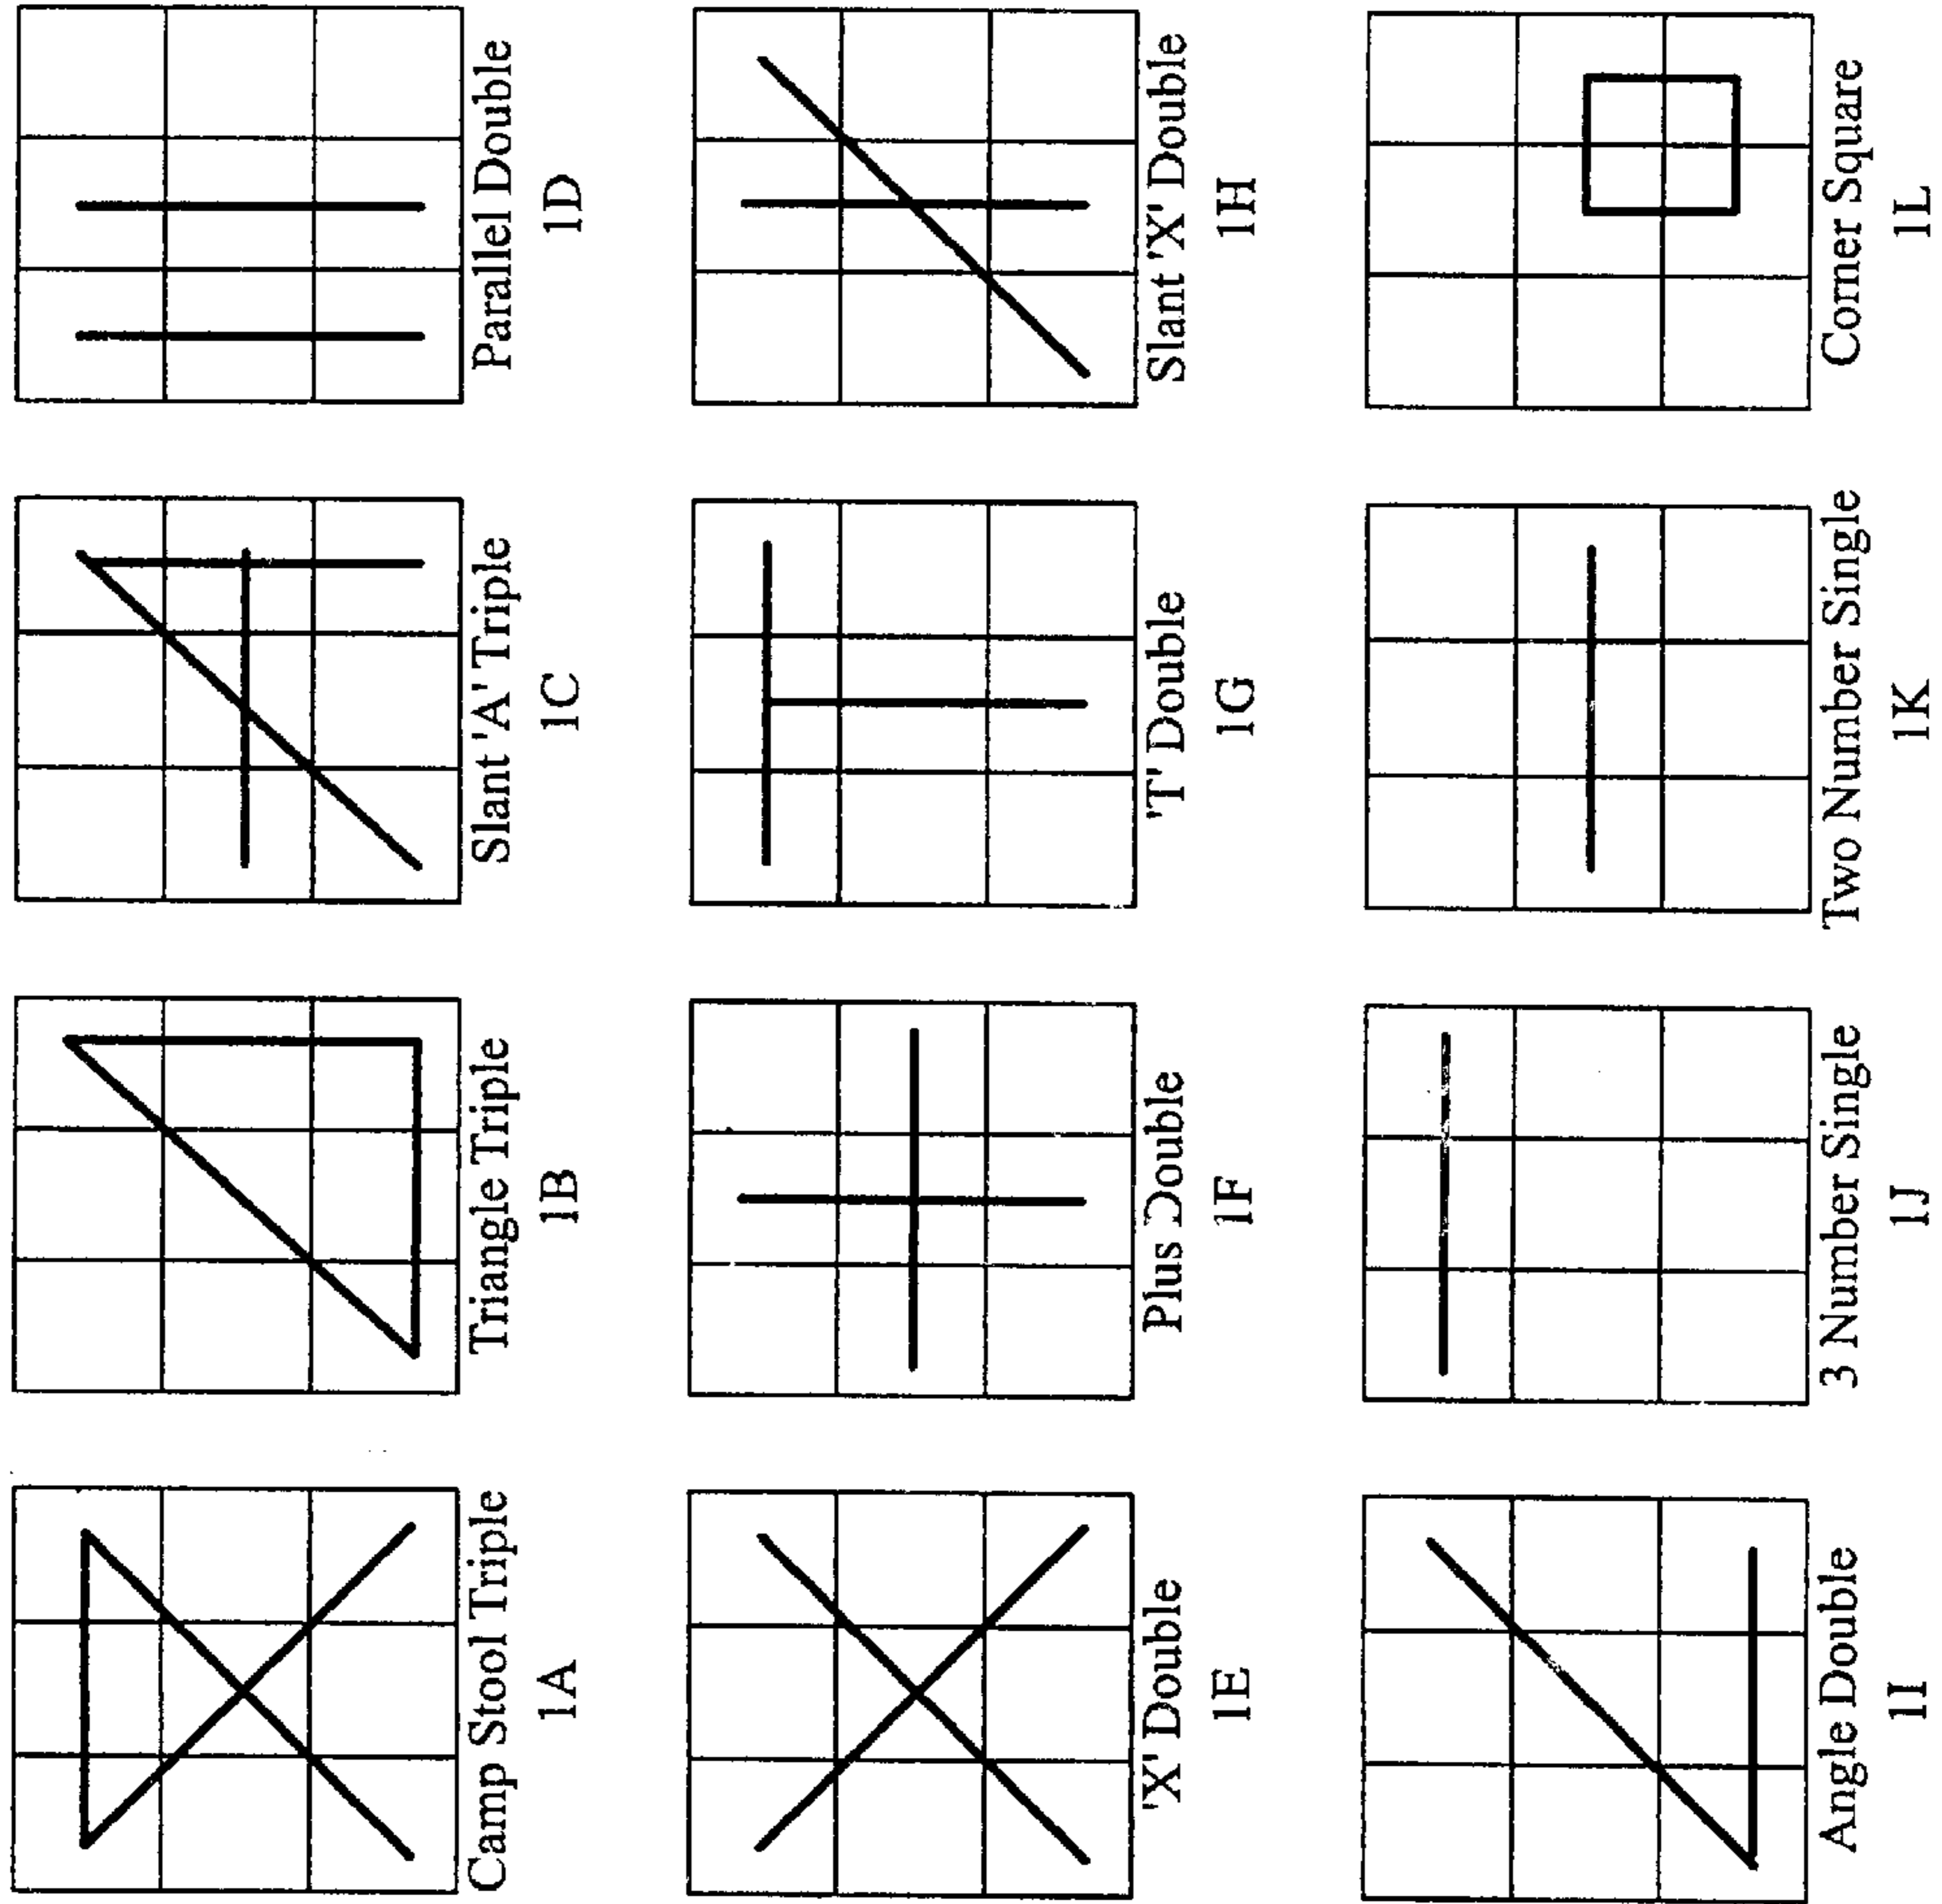 Camp Stool Triple
1A
Triangle Triple
1B
Slant 'A' Triple
1C
Parallel Double
1D
'X' Double
1E
Plus Double
1F
'T' Double
1G
Slant 'X' Double
1H
Angle Double
1I
3 Number Single
1J
Two Number Single
1K
Corner Square
1L